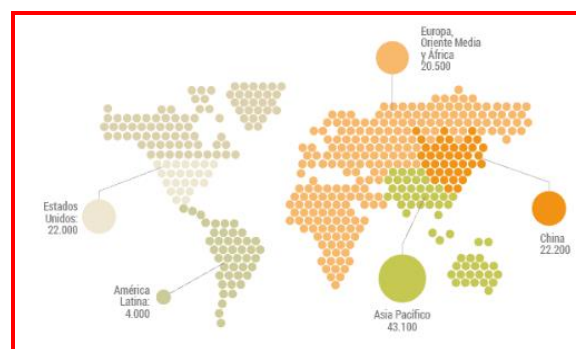 Europa,
Oriente Media
y África
20.500
Estados
Unidos:
22.000
China
22.200
América
Latina:
4.000
Asia Pacífico
43.100